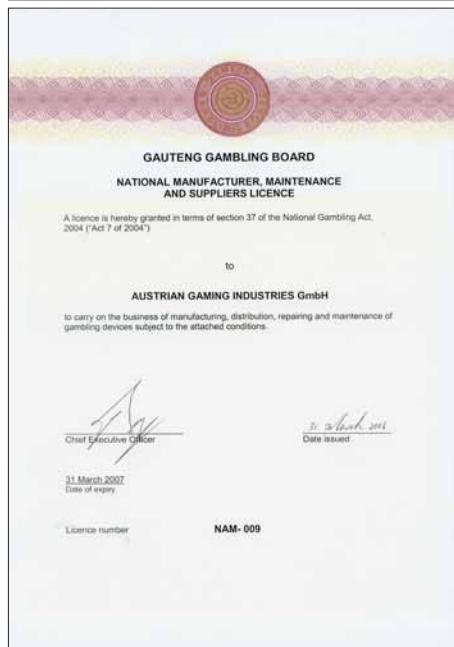 GAUTENG GAMBLING BOARD
NATIONAL MANUFACTURER, MAINTENANCE
AND SUPPLIERS LICENCE
A licence is hereby granted in terms of section 37 of the National Gambling Act,
2004 ("Act 7 of 2004")
to
AUSTRIAN GAMING INDUSTRIES GmbH
to carry on the business of manufacturing, distribution, repairing and maintenance of
gambling devices subject to the attached conditions.
31 March 2006
Chief Executive Officer
Date issued
31 March 2007
Date of expiry
Licence number
NAM- 009